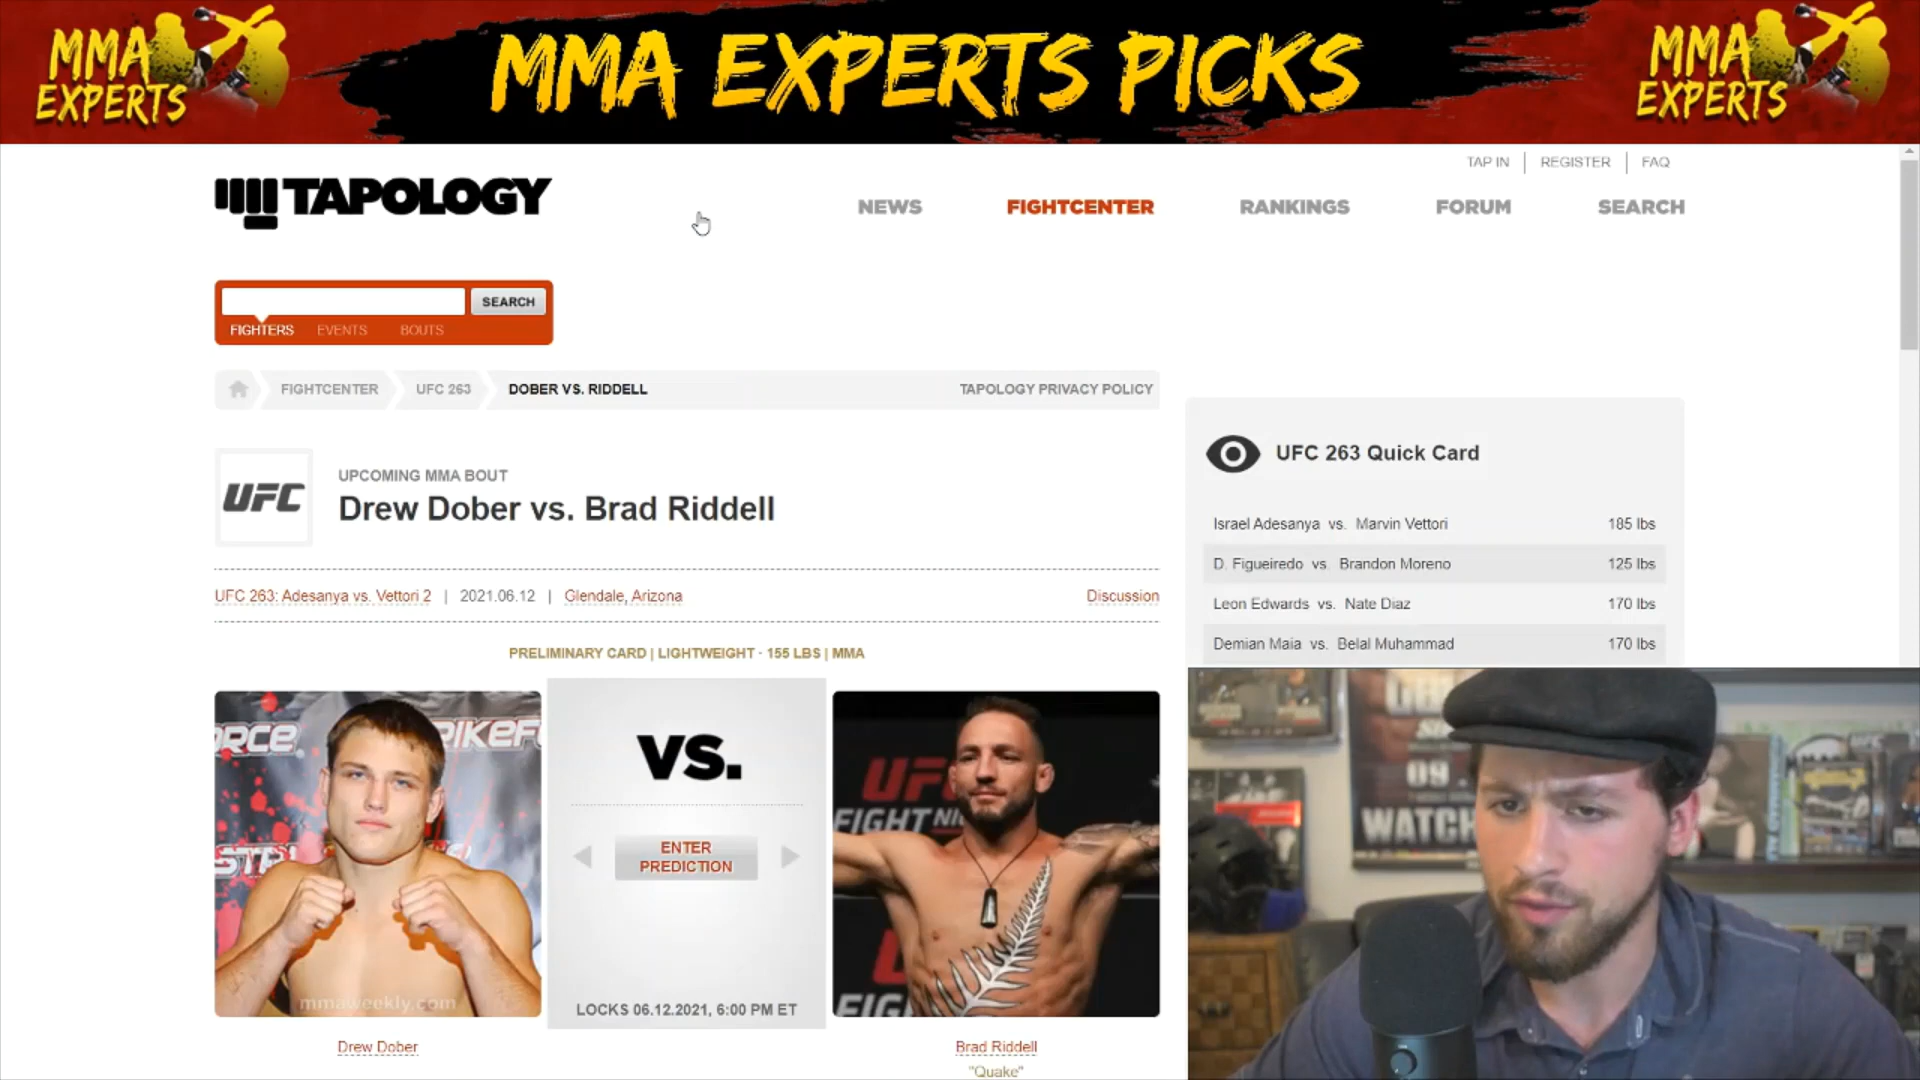 MMA
EXPERTS
MMA EXPERTS PICKS
MMA
EXPERTS
TAP IN
REGISTER
FAQ
TAPOLOGY
NEWS
FIGHTCENTER
RANKINGS
FORUM
SEARCH
SEARCH
FIGHTERS
EVENTS
BOUTS
FIGHTCENTER
UFC 263
DOBER VS. RIDDELL
TAPOLOGY PRIVACY POLICY
UFC
UPCOMING MMA BOUT
Drew Dober vs. Brad Riddell
UFC 263: Adesanya vs. Vettori 2 | 2021.06.12 | Glendale, Arizona
Discussion
UFC 263 Quick Card
Israel Adesanya vs. Marvin Vettori 185 lbs
D. Figueiredo vs. Brandon Moreno 125 lbs
Leon Edwards vs. Nate Diaz 170 lbs
Demian Maia vs. Belal Muhammad 170 lbs
PRELIMINARY CARD | LIGHTWEIGHT · 155 LBS | MMA
VS.
ENTER
PREDICTION
LOCKS 06.12.2021, 6:00 PM ET
mmaweekly.com
UFC
FIGHT
FIGH
09
WATCH
Drew Dober
Brad Riddell
"Quake"